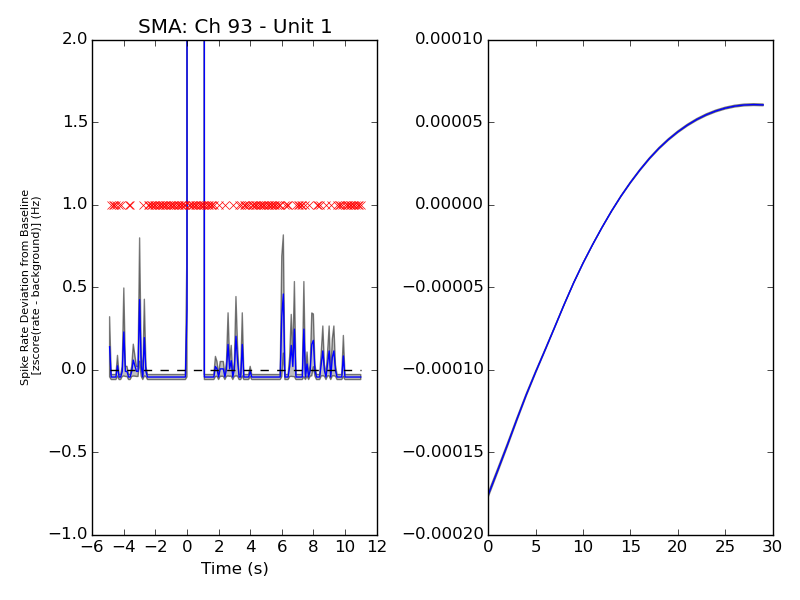 SMA: Ch 93 - Unit 1
2.0
1.5
1.0
0.5
0.0
−0.5
−1.0
−6 −4 −2 0 2 4 6 8 10 12
Time (s)
Spike Rate Deviation from Baseline
[zscore(rate - background)] (Hz)
0.00010
0.00005
0.00000
−0.00005
−0.00010
−0.00015
−0.00020
0 5 10 15 20 25 30